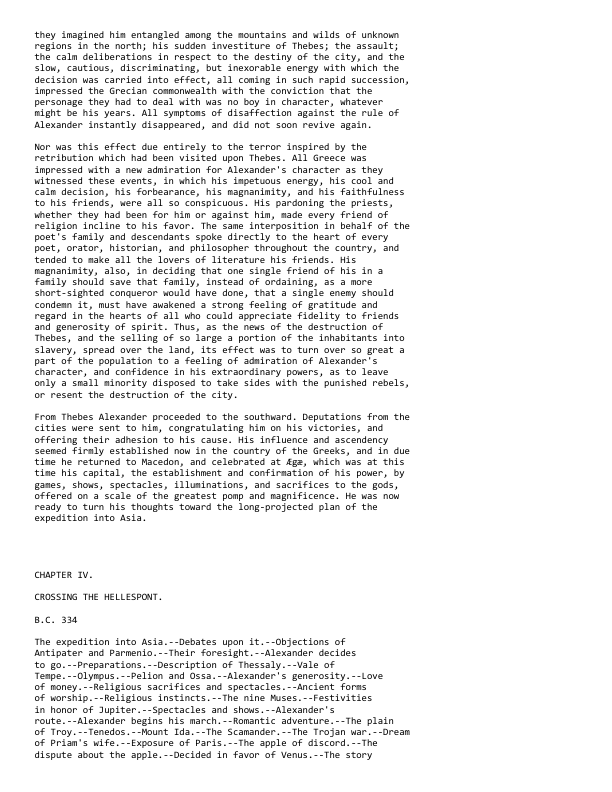 they imagined him entangled among the mountains and wilds of unknown
regions in the north; his sudden investiture of Thebes; the assault;
the calm deliberations in respect to the destiny of the city, and the
slow, cautious, discriminating, but inexorable energy with which the
decision was carried into effect, all coming in such rapid succession,
impressed the Grecian commonwealth with the conviction that the
personage they had to deal with was no boy in character, whatever
might be his years. All symptoms of disaffection against the rule of
Alexander instantly disappeared, and did not soon revive again.

Nor was this effect due entirely to the terror inspired by the
retribution which had been visited upon Thebes. All Greece was
impressed with a new admiration for Alexander's character as they
witnessed these events, in which his impetuous energy, his cool and
calm decision, his forbearance, his magnanimity, and his faithfulness
to his friends, were all so conspicuous. His pardoning the priests,
whether they had been for him or against him, made every friend of
religion incline to his favor. The same interposition in behalf of the
poet's family and descendants spoke directly to the heart of every
poet, orator, historian, and philosopher throughout the country, and
tended to make all the lovers of literature his friends. His
magnanimity, also, in deciding that one single friend of his in a
family should save that family, instead of ordaining, as a more
short-sighted conqueror would have done, that a single enemy should
condemn it, must have awakened a strong feeling of gratitude and
regard in the hearts of all who could appreciate fidelity to friends
and generosity of spirit. Thus, as the news of the destruction of
Thebes, and the selling of so large a portion of the inhabitants into
slavery, spread over the land, its effect was to turn over so great a
part of the population to a feeling of admiration of Alexander's
character, and confidence in his extraordinary powers, as to leave
only a small minority disposed to take sides with the punished rebels,
or resent the destruction of the city.

From Thebes Alexander proceeded to the southward. Deputations from the
cities were sent to him, congratulating him on his victories, and
offering their adhesion to his cause. His influence and ascendency
seemed firmly established now in the country of the Greeks, and in due
time he returned to Macedon, and celebrated at Ægæ, which was at this
time his capital, the establishment and confirmation of his power, by
games, shows, spectacles, illuminations, and sacrifices to the gods,
offered on a scale of the greatest pomp and magnificence. He was now
ready to turn his thoughts toward the long-projected plan of the
expedition into Asia.

CHAPTER IV.

CROSSING THE HELLESPONT.

B.C. 334

The expedition into Asia.--Debates upon it.--Objections of
Antipater and Parmenio.--Their foresight.--Alexander decides
to go.--Preparations.--Description of Thessaly.--Vale of
Tempe.--Olympus.--Pelion and Ossa.--Alexander's generosity.--Love
of money.--Religious sacrifices and spectacles.--Ancient forms
of worship.--Religious instincts.--The nine Muses.--Festivities
in honor of Jupiter.--Spectacles and shows.--Alexander's
route.--Alexander begins his march.--Romantic adventure.--The plain
of Troy.--Tenedos.--Mount Ida.--The Scamander.--The Trojan war.--Dream
of Priam's wife.--Exposure of Paris.--The apple of discord.--The
dispute about the apple.--Decided in favor of Venus.--The story